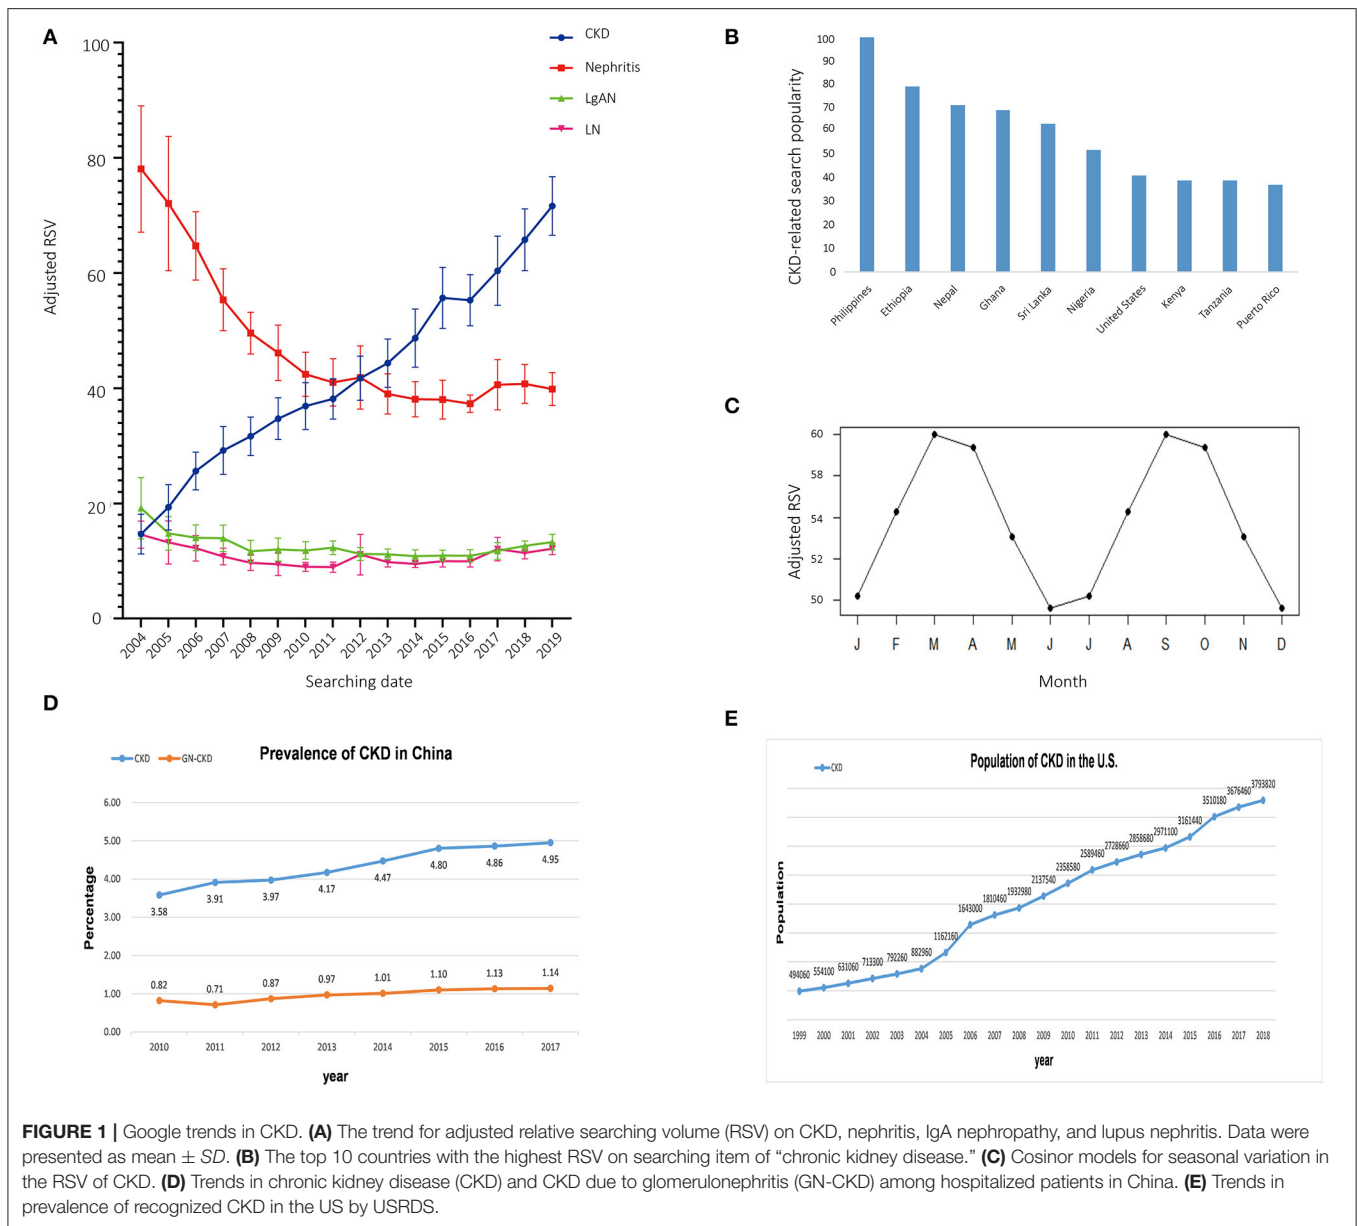 A
CKD
Nephritis
LgAN
LN
100
80
60
40
20
0
Adjusted RSV
2004 2005 2006 2007 2008 2009 2010 2011 2012 2013 2014 2015 2016 2017 2018 2019
Searching date
B
CKD-related search popularity
100
90
80
70
60
50
40
30
20
10
0
Philippines Ethiopia Nepal Ghana Sri Lanka Nigeria United States Kenya Tanzania Puerto Rico
C
Adjusted RSV
60
58
54
52
50
J F M A M J J A S O N D
Month
D
Prevalence of CKD in China
CKD GN-CKD
Percentage
6.00
5.00
4.00
3.00
2.00
1.00
0.00
3.58 3.91 3.97 4.17 4.47 4.80 4.86 4.95
0.82 0.71 0.87 0.97 1.01 1.10 1.13 1.14
2010 2011 2012 2013 2014 2015 2016 2017
year
E
Population of CKD in the U.S.
CKD
Population
494060 554100 631060 713300 792260 882960 1162160 1643000 1810460 1932980 2137540 2358580 2589460 2728660 2858680 2971100 3161440 3510180 3676460 3793820
1999 2000 2001 2002 2003 2004 2005 2006 2007 2008 2009 2010 2011 2012 2013 2014 2015 2016 2017 2018
year
FIGURE 1 | Google trends in CKD. (A) The trend for adjusted relative searching volume (RSV) on CKD, nephritis, IgA nephropathy, and lupus nephritis. Data were
presented as mean ± SD. (B) The top 10 countries with the highest RSV on searching item of “chronic kidney disease.” (C) Cosinor models for seasonal variation in
the RSV of CKD. (D) Trends in chronic kidney disease (CKD) and CKD due to glomerulonephritis (GN-CKD) among hospitalized patients in China. (E) Trends in
prevalence of recognized CKD in the US by USRDS.